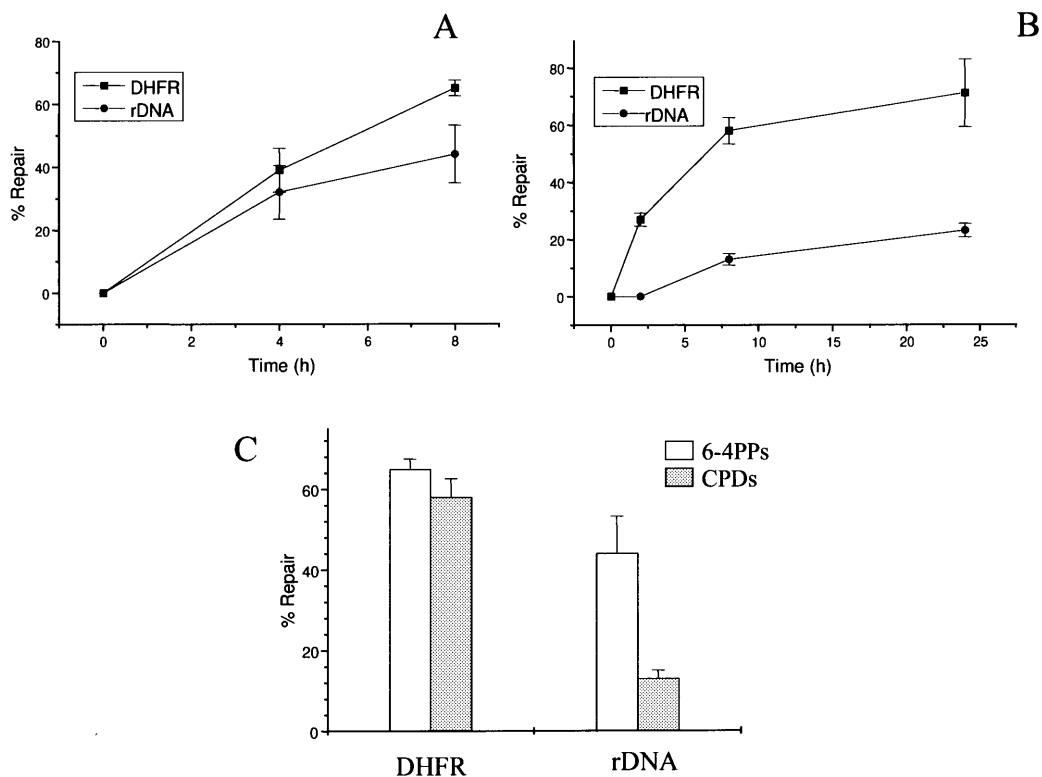 A
80
60
40
20
0
% Repair
DHFR
rDNA
0 2 4 6 8
Time (h)
B
80
60
40
20
0
% Repair
DHFR
rDNA
0 5 10 15 20 25
Time (h)
C
60
40
20
0
% Repair
6-4PPs
CPDs
DHFR rDNA